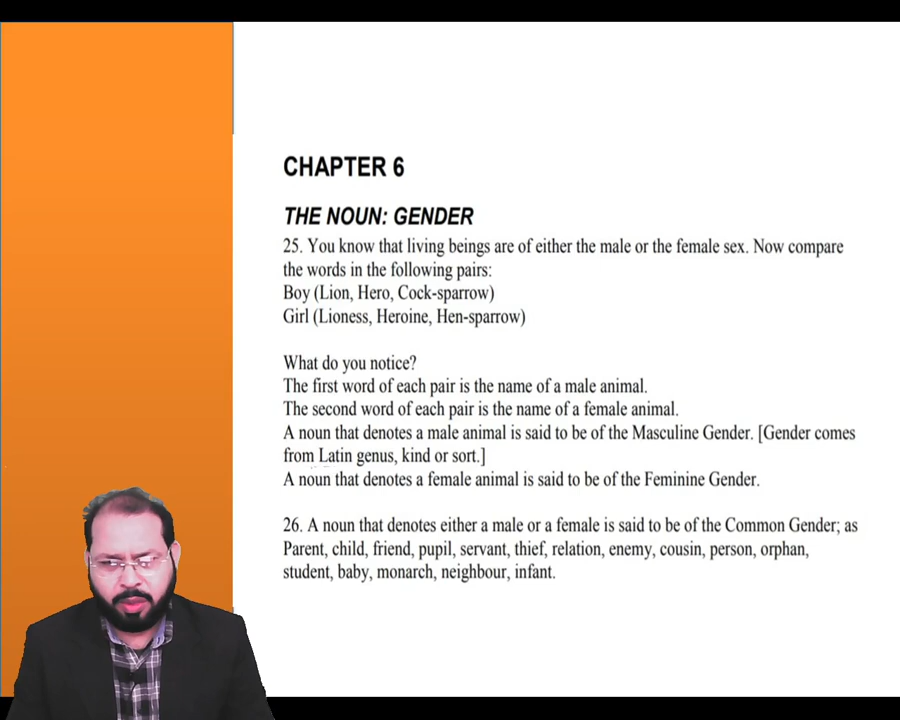 CHAPTER 6
THE NOUN: GENDER
25. You know that living beings are of either the male or the female sex. Now compare
the words in the following pairs:
Boy (Lion, Hero, Cock-sparrow)
Girl (Lioness, Heroine, Hen-sparrow)
What do you notice?
The first word of each pair is the name of a male animal.
The second word of each pair is the name of a female animal.
A noun that denotes a male animal is said to be of the Masculine Gender. [Gender comes
from Latin genus, kind or sort.]
A noun that denotes a female animal is said to be of the Feminine Gender.
26. A noun that denotes either a male or a female is said to be of the Common Gender; as
Parent, child, friend, pupil, servant, thief, relation, enemy, cousin, person, orphan,
student, baby, monarch, neighbour, infant.